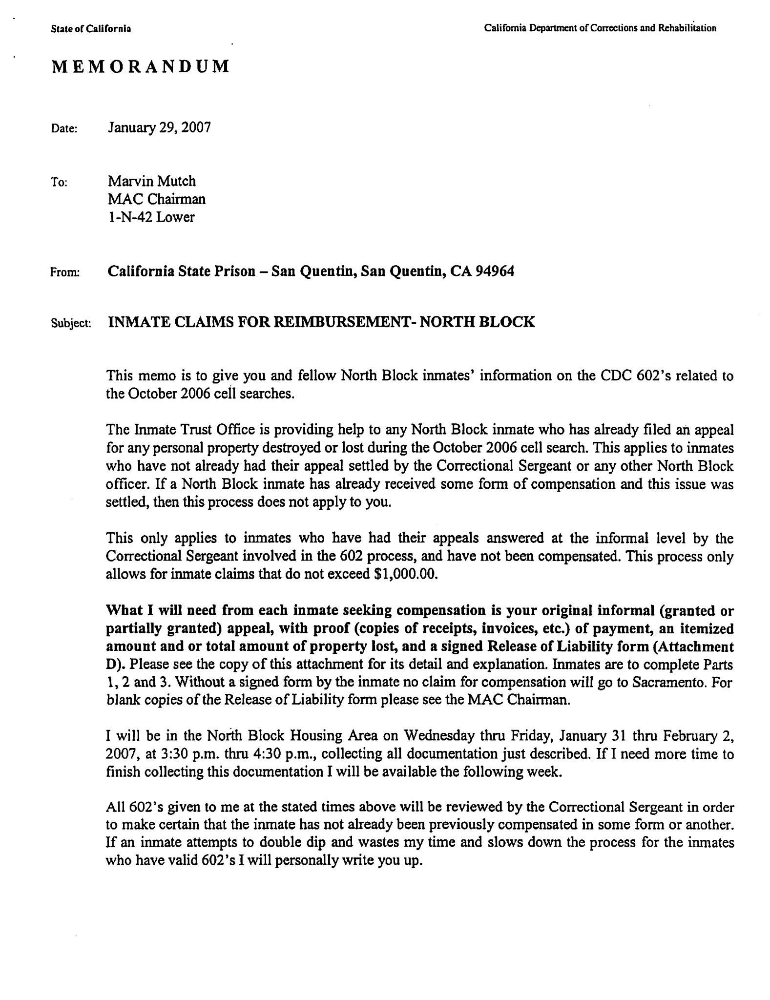 State of California
California Department of Corrections and Rehabilitation
MEMORANDUM
Date: January 29, 2007
To: Marvin Mutch
MAC Chairman
1-N-42 Lower
From: California State Prison – San Quentin, San Quentin, CA 94964
Subject: INMATE CLAIMS FOR REIMBURSEMENT- NORTH BLOCK
This memo is to give you and fellow North Block inmates' information on the CDC 602's related to
the October 2006 cell searches.
The Inmate Trust Office is providing help to any North Block inmate who has already filed an appeal
for any personal property destroyed or lost during the October 2006 cell search. This applies to inmates
who have not already had their appeal settled by the Correctional Sergeant or any other North Block
officer. If a North Block inmate has already received some form of compensation and this issue was
settled, then this process does not apply to you.
This only applies to inmates who have had their appeals answered at the informal level by the
Correctional Sergeant involved in the 602 process, and have not been compensated. This process only
allows for inmate claims that do not exceed $1,000.00.
What I will need from each inmate seeking compensation is your original informal (granted or
partially granted) appeal, with proof (copies of receipts, invoices, etc.) of payment, an itemized
amount and or total amount of property lost, and a signed Release of Liability form (Attachment
D). Please see the copy of this attachment for its detail and explanation. Inmates are to complete Parts
1, 2 and 3. Without a signed form by the inmate no claim for compensation will go to Sacramento. For
blank copies of the Release of Liability form please see the MAC Chairman.
I will be in the North Block Housing Area on Wednesday thru Friday, January 31 thru February 2,
2007, at 3:30 p.m. thru 4:30 p.m., collecting all documentation just described. If I need more time to
finish collecting this documentation I will be available the following week.
All 602's given to me at the stated times above will be reviewed by the Correctional Sergeant in order
to make certain that the inmate has not already been previously compensated in some form or another.
If an inmate attempts to double dip and wastes my time and slows down the process for the inmates
who have valid 602's I will personally write you up.